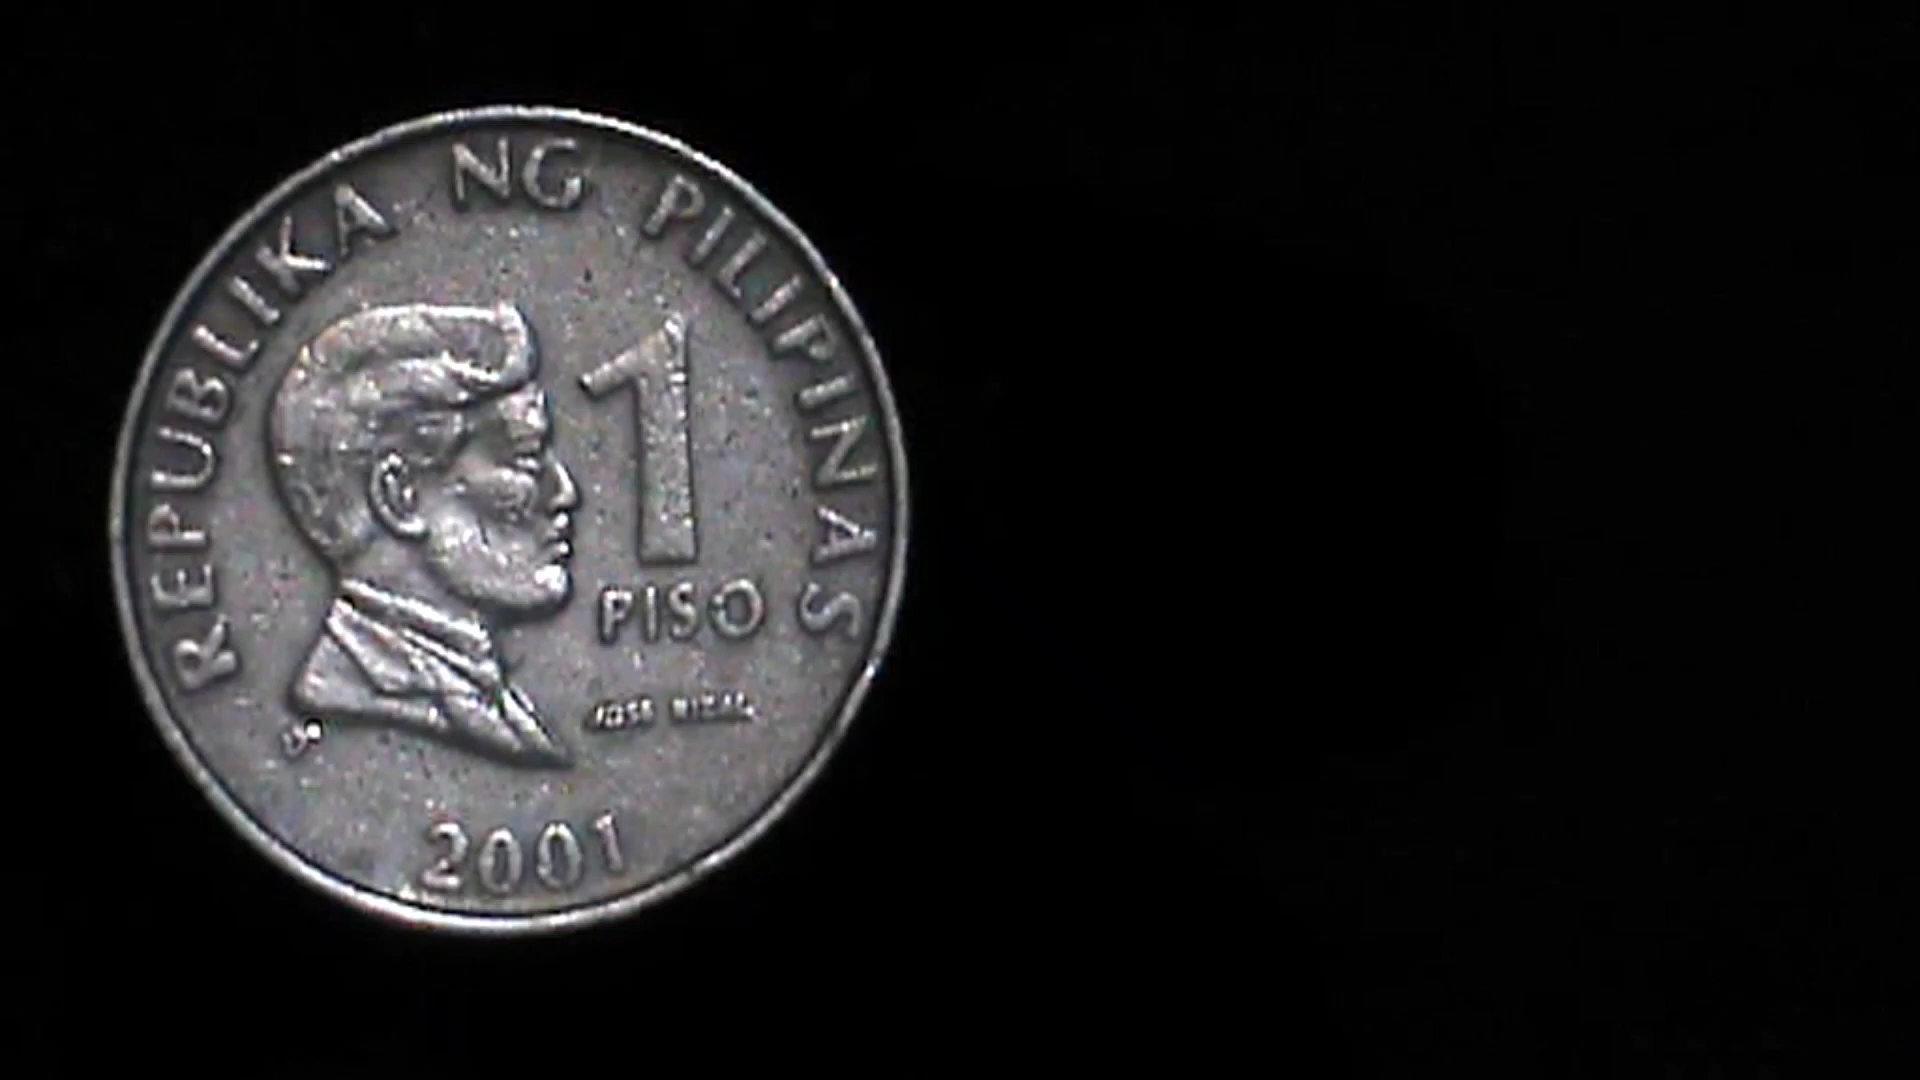 REPUBLIKA NG PILIPINAS
1
PISO
JOSE RIZAL
2001